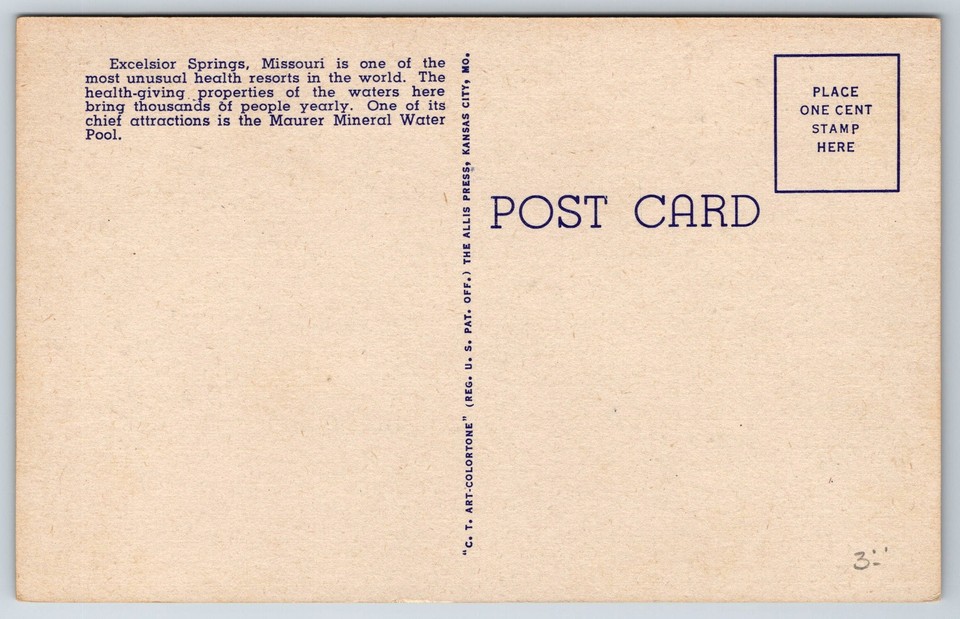 Excelsior Springs, Missouri is one of the
most unusual health resorts in the world. The
health-giving properties of the waters here
bring thousands of people yearly. One of its
chief attractions is the Maurer Mineral Water
Pool.
"C. T. ART-COLORTONE" (REG. U. S. PAT. OFF.) THE ALLIS PRESS, KANSAS CITY, MO.
POST CARD
PLACE
ONE CENT
STAMP
HERE
3